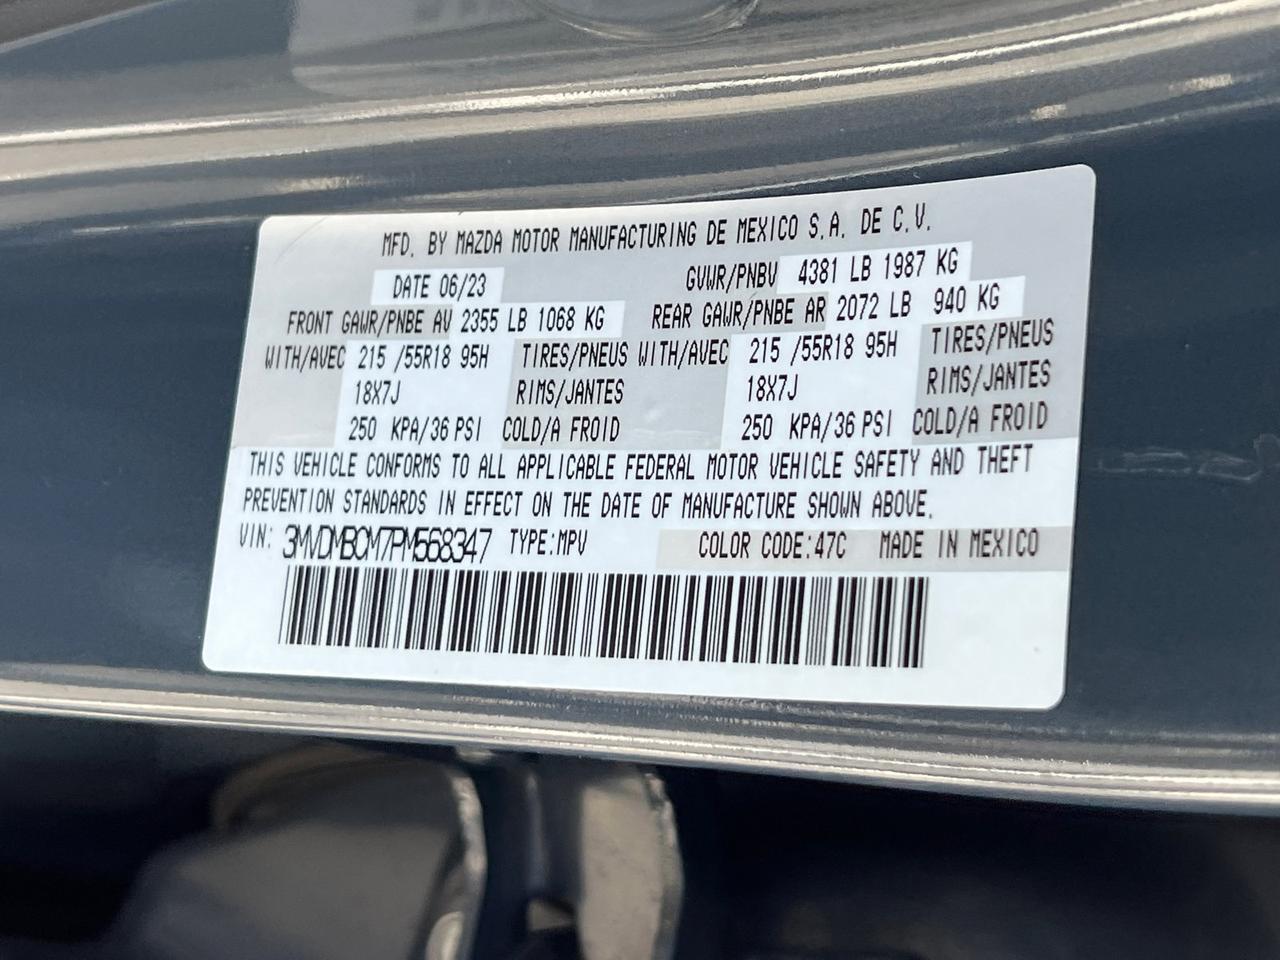 MFD. BY MAZDA MOTOR MANUFACTURING DE MEXICO S.A. DE C.V.
DATE 06/23 GVWR/PNBV 4381 LB 1987 KG
FRONT GAWR/PNBE AV 2355 LB 1068 KG REAR GAWR/PNBE AR 2072 LB 940 KG
WITH/AVEC 215 /55R18 95H TIRES/PNEUS WITH/AVEC 215 /55R18 95H TIRES/PNEUS
18X7J RIMS/JANTES 18X7J RIMS/JANTES
250 KPA/36 PSI COLD/A FROID 250 KPA/36 PSI COLD/A FROID
THIS VEHICLE CONFORMS TO ALL APPLICABLE FEDERAL MOTOR VEHICLE SAFETY AND THEFT
PREVENTION STANDARDS IN EFFECT ON THE DATE OF MANUFACTURE SHOWN ABOVE.
VIN: 3MVDMBCM7PM568347 TYPE:MPV COLOR CODE:47C MADE IN MEXICO